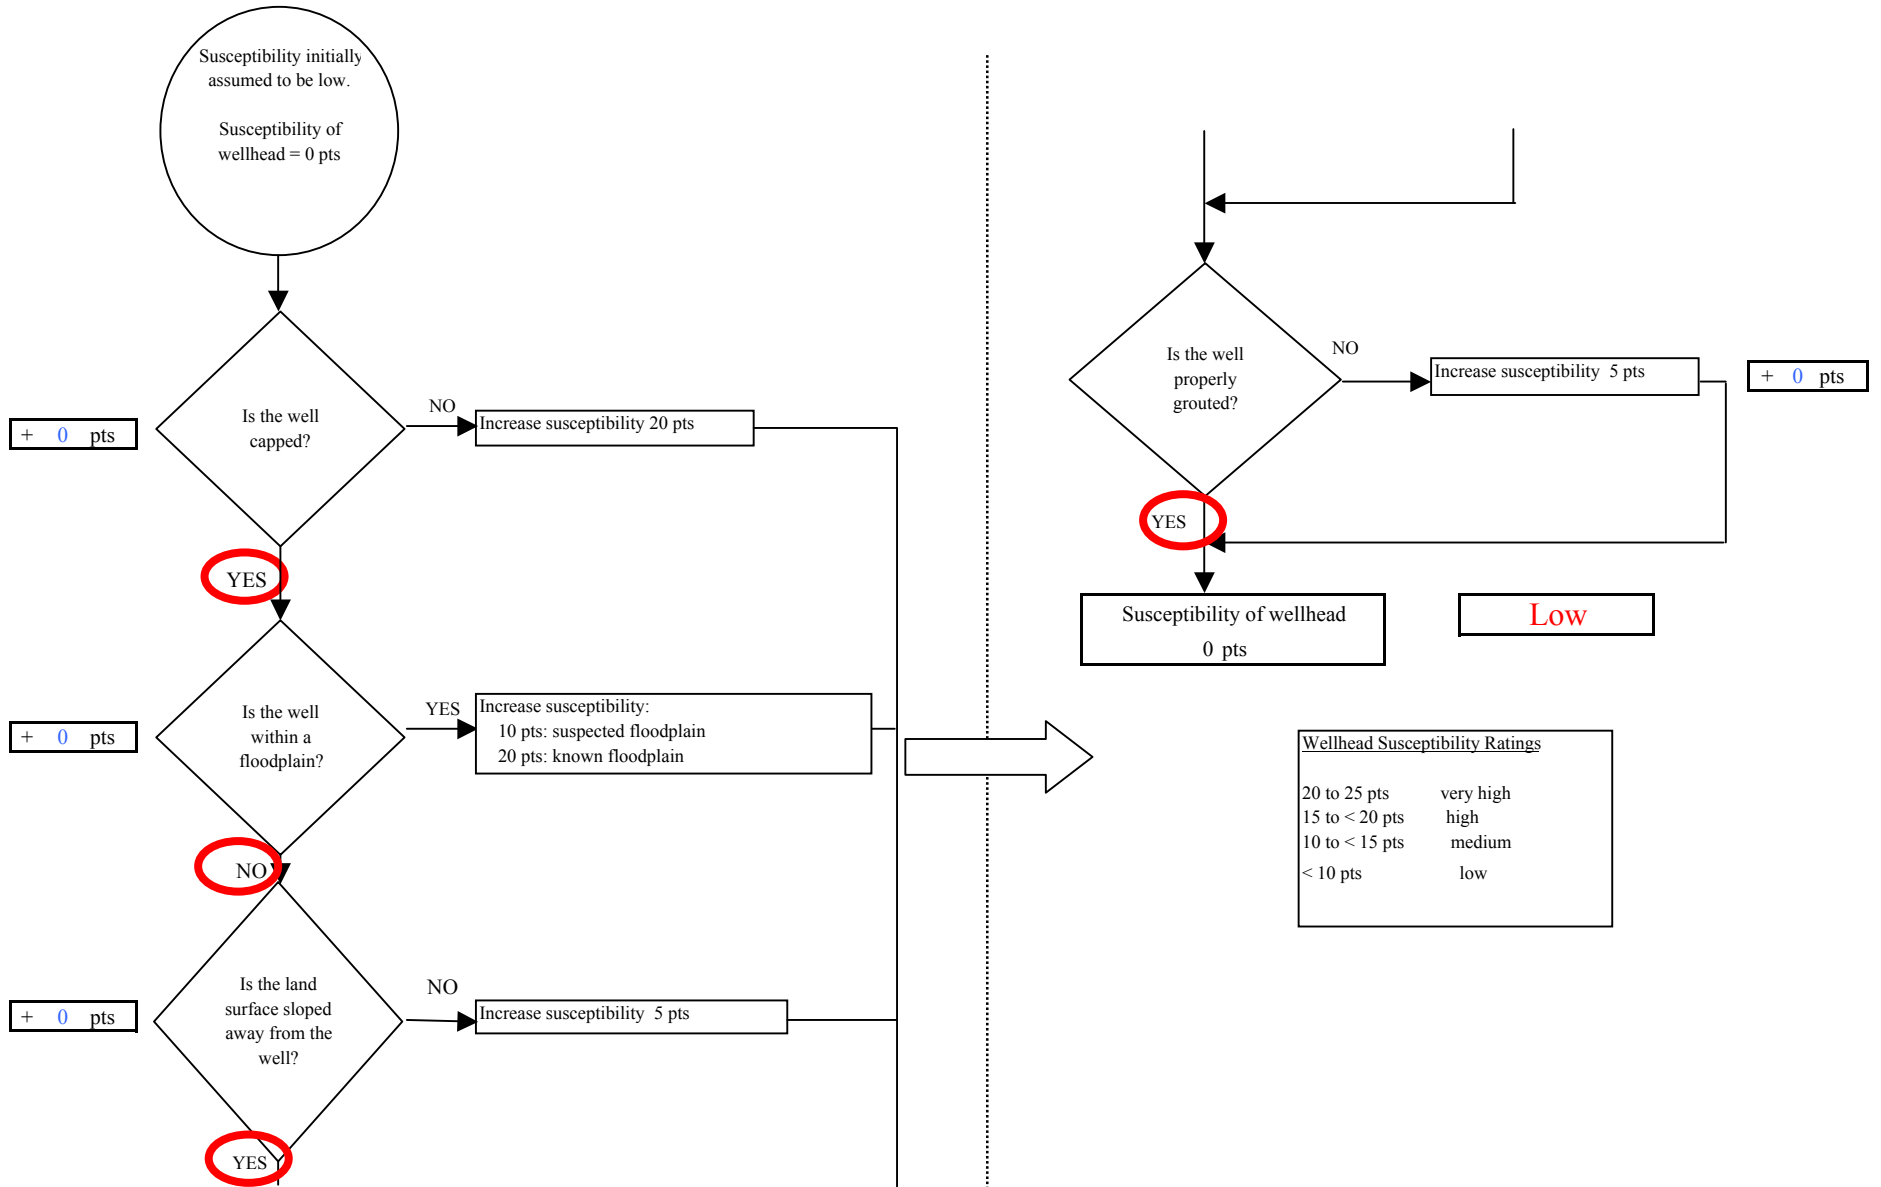 Susceptibility initially
assumed to be low.
Susceptibility of
wellhead = 0 pts
Is the well
capped?
NO
Increase susceptibility 20 pts
+ 0 pts
YES
Is the well
within a
floodplain?
YES
Increase susceptibility:
10 pts: suspected floodplain
20 pts: known floodplain
+ 0 pts
NO
Is the land
surface sloped
away from the
well?
NO
Increase susceptibility 5 pts
+ 0 pts
YES
Is the well
properly
grouted?
NO
Increase susceptibility 5 pts
+ 0 pts
YES
Susceptibility of wellhead
0 pts
Low
Wellhead Susceptibility Ratings
20 to 25 pts very high
15 to < 20 pts high
10 to < 15 pts medium
< 10 pts low